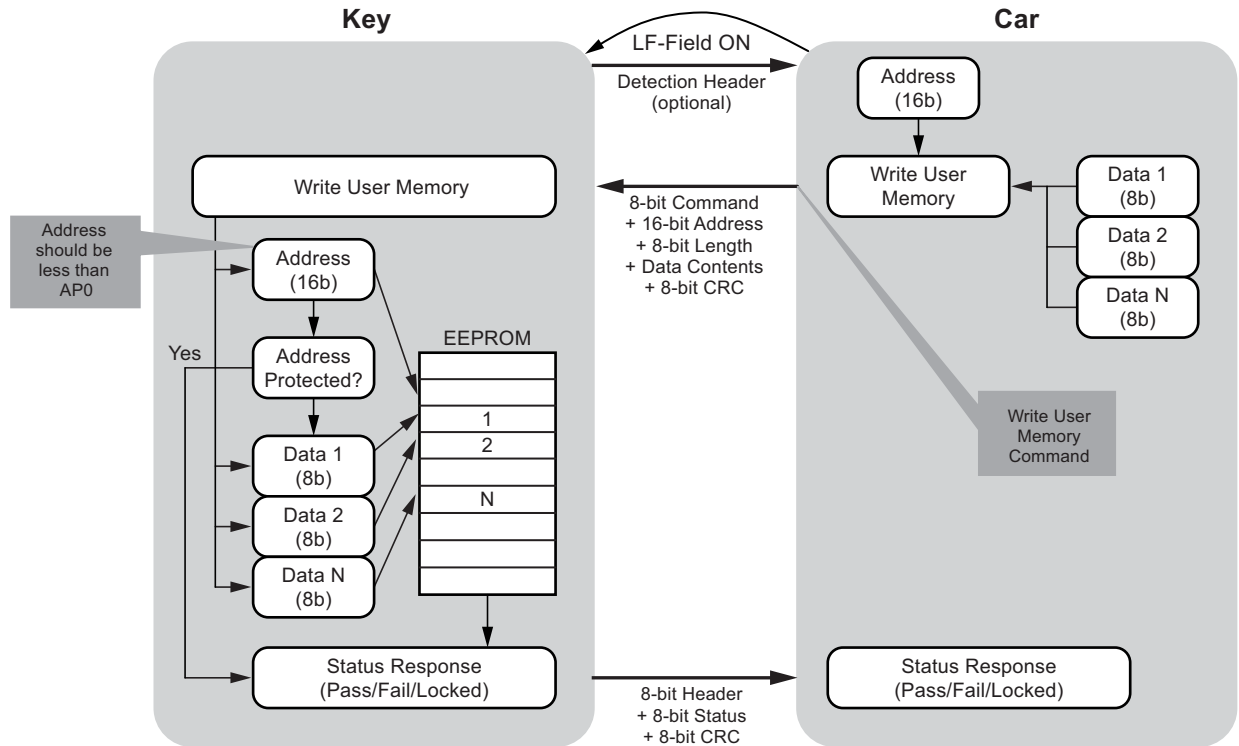 Key
Car
LF-Field ON
Detection Header
(optional)
Address
(16b)
Write User Memory
8-bit Command
+ 16-bit Address
+ 8-bit Length
+ Data Contents
+ 8-bit CRC
Write User
Memory
Data 1
(8b)
Data 2
(8b)
Data N
(8b)
Address
should be
less than
AP0
Address
(16b)
Yes
Address
Protected?
EEPROM
1
2
N
Data 1
(8b)
Data 2
(8b)
Data N
(8b)
Write User
Memory
Command
Status Response
(Pass/Fail/Locked)
8-bit Header
+ 8-bit Status
+ 8-bit CRC
Status Response
(Pass/Fail/Locked)